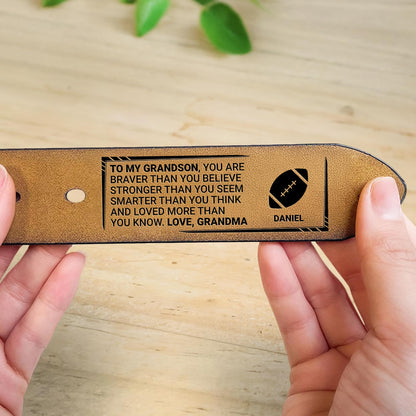 TO MY GRANDSON, YOU ARE
BRAVER THAN YOU BELIEVE
STRONGER THAN YOU SEEM
SMARTER THAN YOU THINK
AND LOVED MORE THAN
YOU KNOW. LOVE, GRANDMA
DANIEL